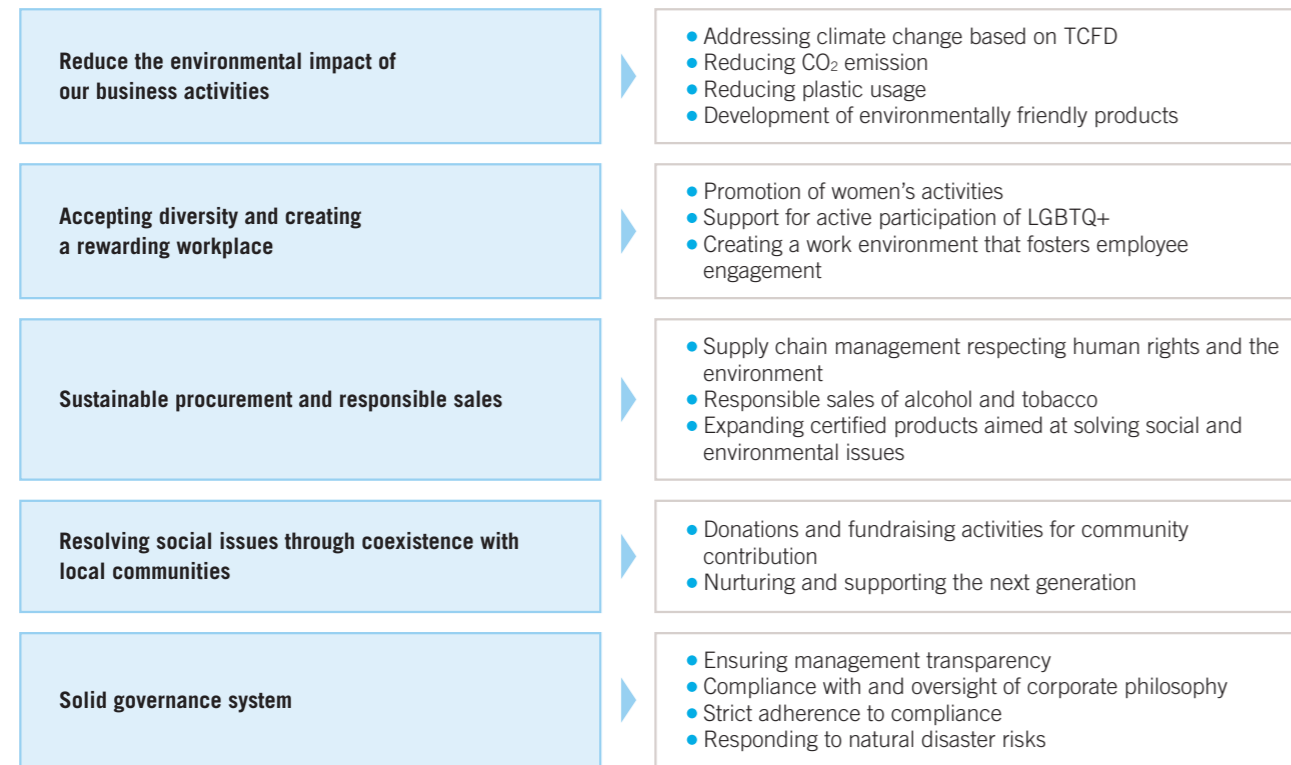 Reduce the environmental impact of
our business activities
● Addressing climate change based on TCFD
● Reducing CO₂ emission
● Reducing plastic usage
● Development of environmentally friendly products
Accepting diversity and creating
a rewarding workplace
● Promotion of women’s activities
● Support for active participation of LGBTQ+
● Creating a work environment that fosters employee
engagement
Sustainable procurement and responsible sales
● Supply chain management respecting human rights and the
environment
● Responsible sales of alcohol and tobacco
● Expanding certified products aimed at solving social and
environmental issues
Resolving social issues through coexistence with
local communities
● Donations and fundraising activities for community
contribution
● Nurturing and supporting the next generation
Solid governance system
● Ensuring management transparency
● Compliance with and oversight of corporate philosophy
● Strict adherence to compliance
● Responding to natural disaster risks